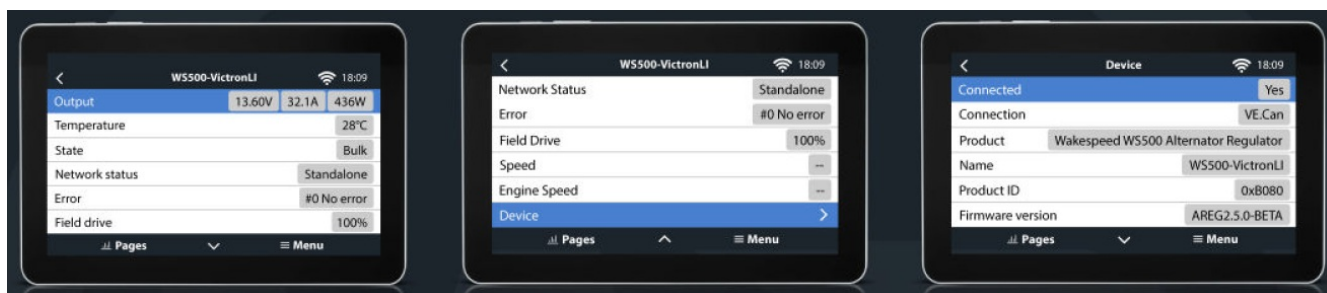 WS500-VictronLI 18:09
Output 13.60V 32.1A 436W
Temperature 28°C
State Bulk
Network status Standalone
Error #0 No error
Field drive 100%
Pages Menu
WS500-VictronLI 18:09
Network Status Standalone
Error #0 No error
Field Drive 100%
Speed --
Engine Speed --
Device
Pages Menu
Device 18:09
Connected Yes
Connection VE.Can
Product Wakespeed WS500 Alternator Regulator
Name WS500-VictronLI
Product ID 0xB080
Firmware version AREG2.5.0-BETA
Pages Menu